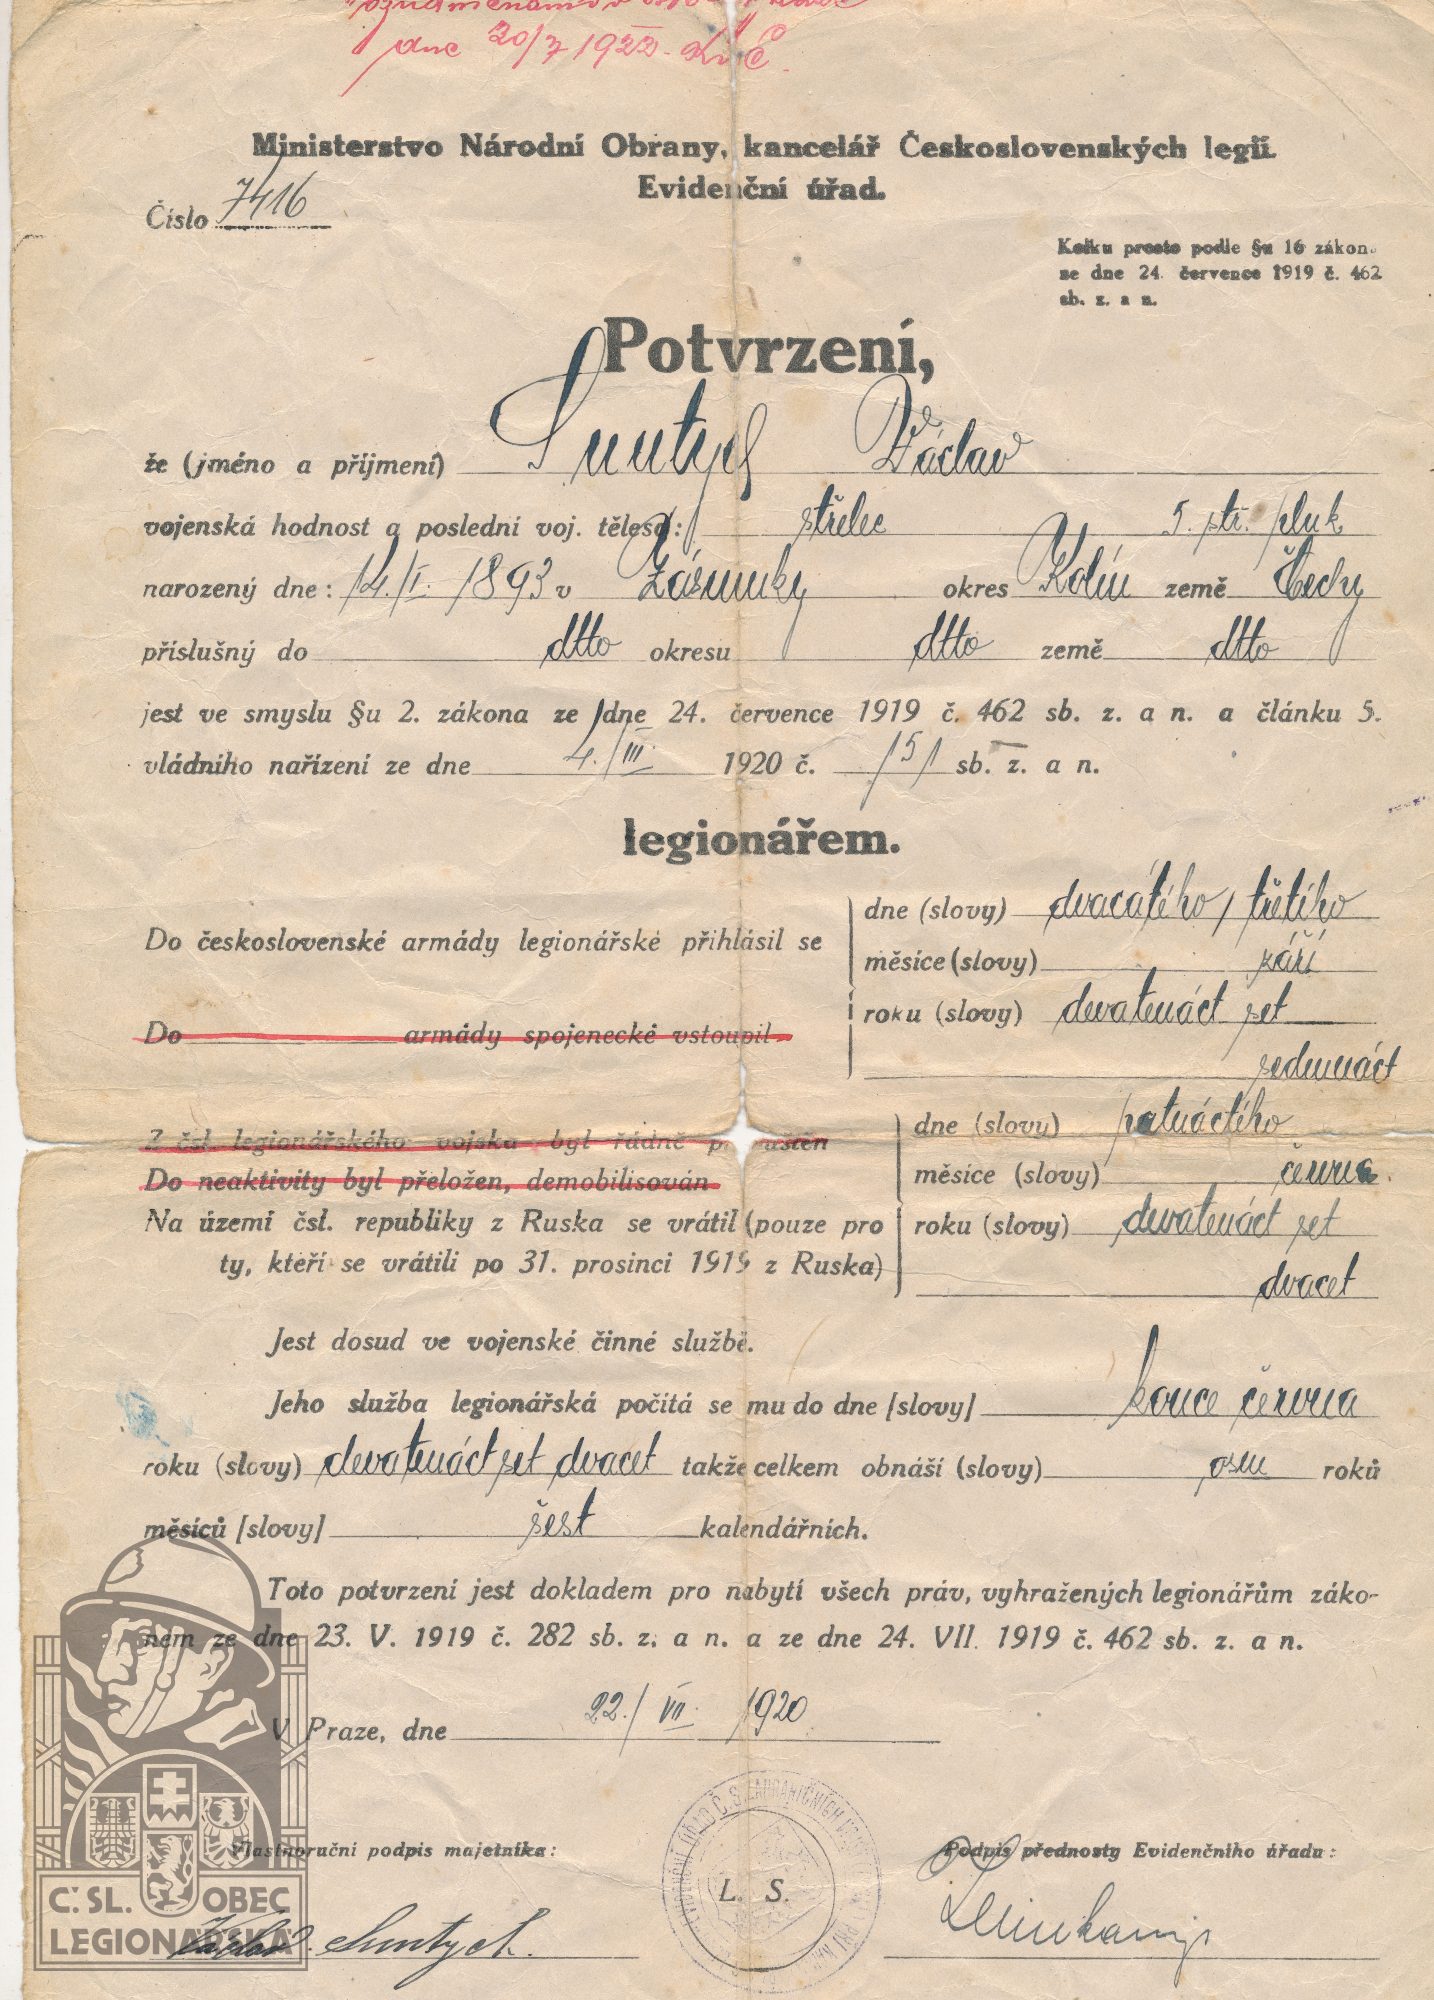 dne 20/7 1922.
Ministerstvo Národní Obrany, kancelář Československých legií.
Evidenční úřad.
Číslo 7416
Kolku prosto podle §u 16 zákona
se dne 24. července 1919 č. 462
sb. z. a n.
Potvrzení,
že (jméno a příjmení) Suntych Václav
vojenská hodnost a poslední voj. těleso: střelec 5. stř. pluk
narozený dne: 14./I. 1893 v Zásmuky okres Kolín země Čechy
příslušný do dtto okresu dtto země dtto
jest ve smyslu §u 2. zákona ze dne 24. července 1919 č. 462 sb. z. a n. a článku 5.
vládního nařízení ze dne 4./III. 1920 č. 151 sb. z. a n.
legionářem.
Do československé armády legionářské přihlásil se
dne (slovy) dvacátého třetího
měsíce (slovy) září
roku (slovy) devatenáct set
sedmnáct
Do armády spojenecké vstoupil
Z čsl. legionářského vojska byl řádně propuštěn
Do neaktivity byl přeložen, demobilisován
Na území čsl. republiky z Ruska se vrátil (pouze pro
ty, kteří se vrátili po 31. prosinci 1919 z Ruska)
dne (slovy) patnáctého
měsíce (slovy) června
roku (slovy) devatenáct set
dvacet
Jest dosud ve vojenské činné službě.
Jeho služba legionářská počítá se mu do dne [slovy] konce června
roku (slovy) devatenáct set dvacet takže celkem obnáší (slovy) osm roků
měsíců [slovy] šest kalendářních.
Toto potvrzení jest dokladem pro nabytí všech práv, vyhražených legionářům záko-
nem ze dne 23. V. 1919 č. 282 sb. z. a n. a ze dne 24. VII. 1919 č. 462 sb. z. a n.
V Praze, dne 22./VII. 1920
Vlastnoruční podpis majetníka:
Podpis přednosty Evidenčního úřadu:
L. S.
Václav Suntych.
Č. SL. OBEC
LEGIONÁŘSKÁ